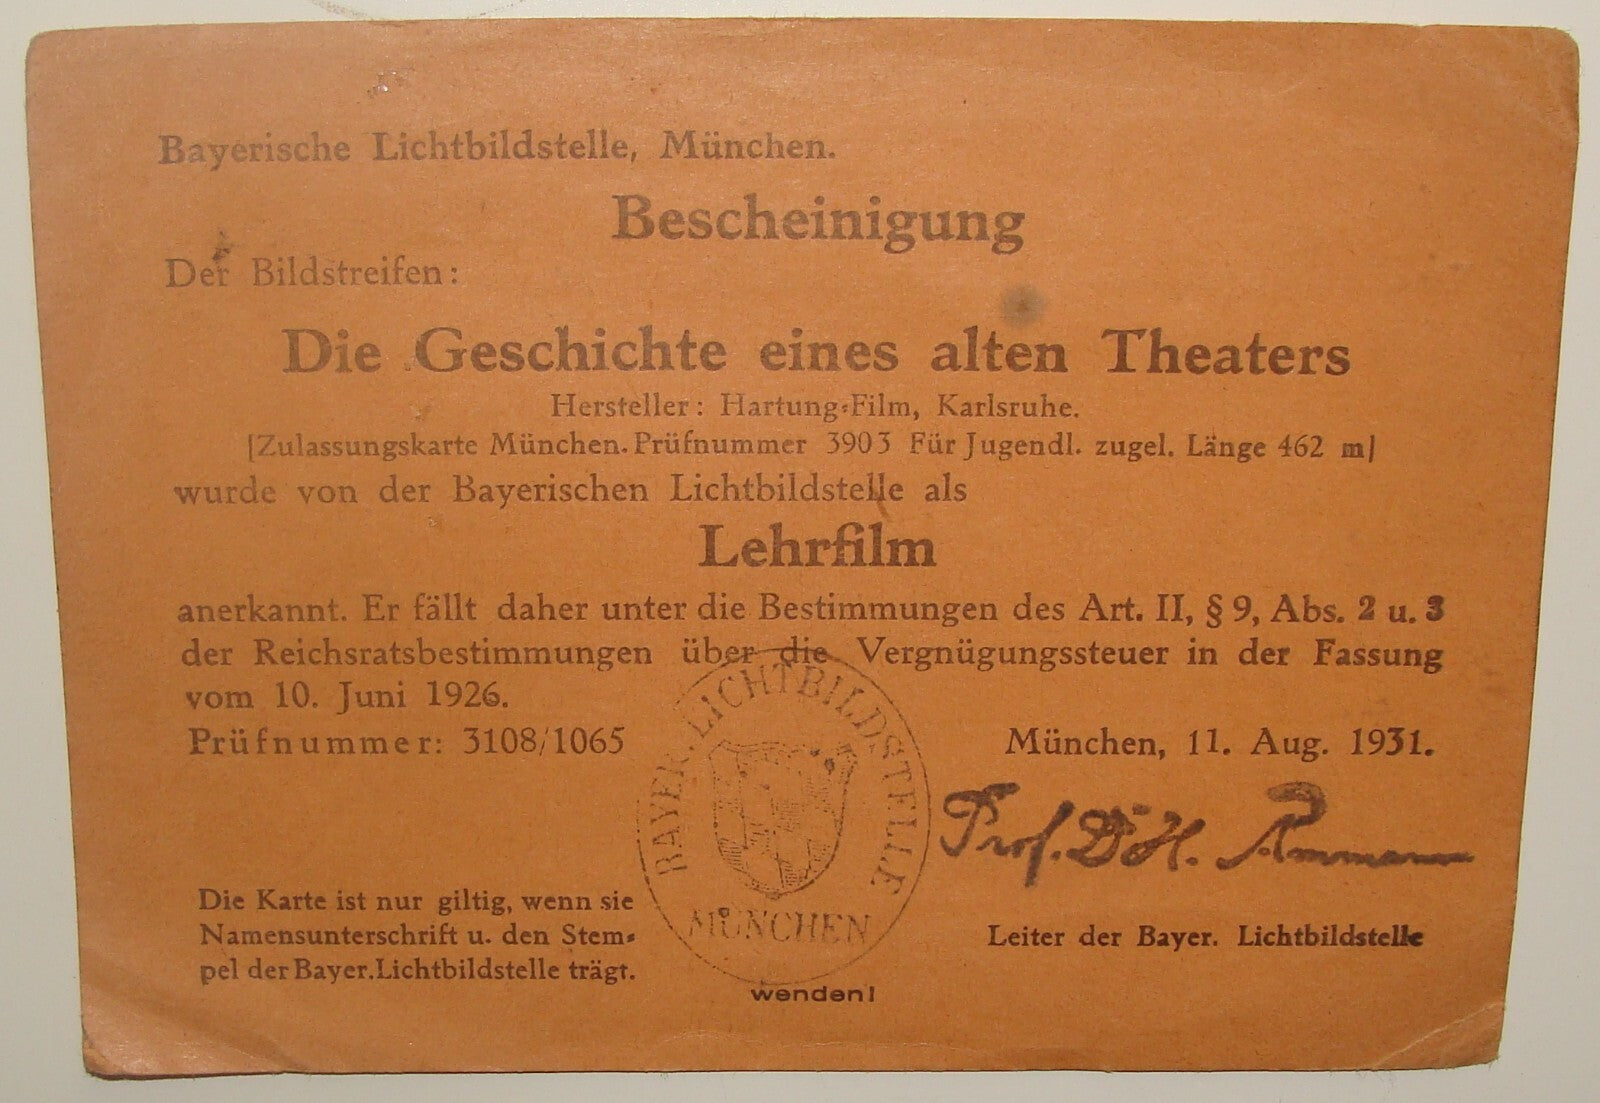 Bayerische Lichtbildstelle, München.
Bescheinigung
Der Bildstreifen:
Die Geschichte eines alten Theaters
Hersteller: Hartung-Film, Karlsruhe.
[Zulassungskarte München. Prüfnummer 3903 Für Jugendl. zugel. Länge 462 m]
wurde von der Bayerischen Lichtbildstelle als
Lehrfilm
anerkannt. Er fällt daher unter die Bestimmungen des Art. II, § 9, Abs. 2 u. 3
der Reichsratsbestimmungen über die Vergnügungssteuer in der Fassung
vom 10. Juni 1926.
Prüfnummer: 3108/1065
München, 11. Aug. 1931.
BAYER. LICHTBILDSTELLE
MÜNCHEN
Prof. Dr H. Ammann
Die Karte ist nur giltig, wenn sie
Namensunterschrift u. den Stem-
pel der Bayer. Lichtbildstelle trägt.
Leiter der Bayer. Lichtbildstelle
wenden!